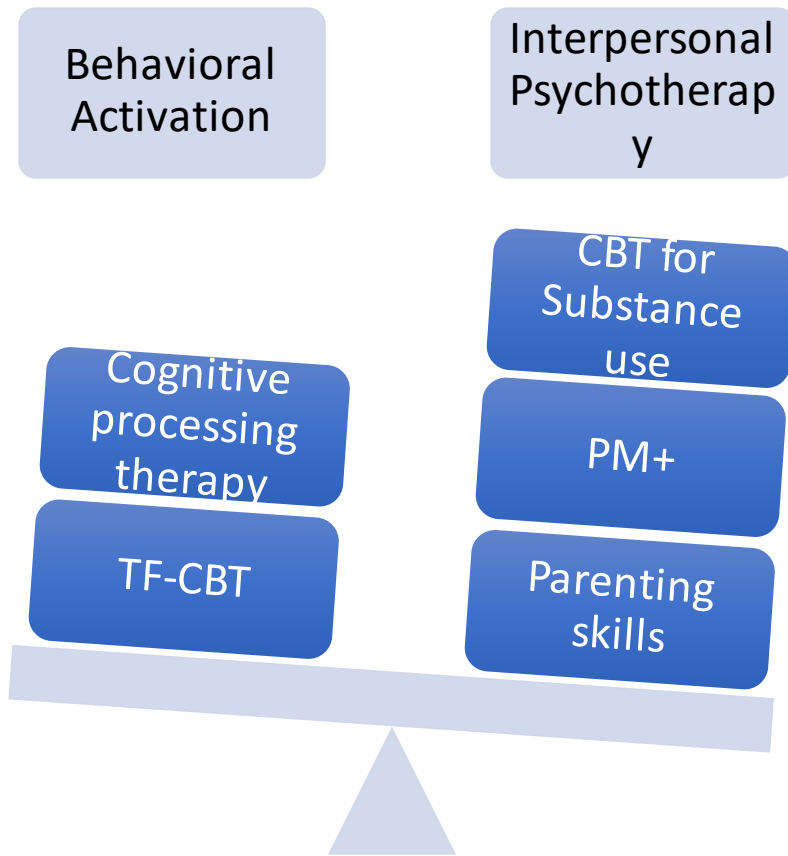 Behavioral
Activation
Interpersonal
Psychotherap
y
CBT for
Substance
use
Cognitive
processing
therapy
PM+
TF-CBT
Parenting
skills